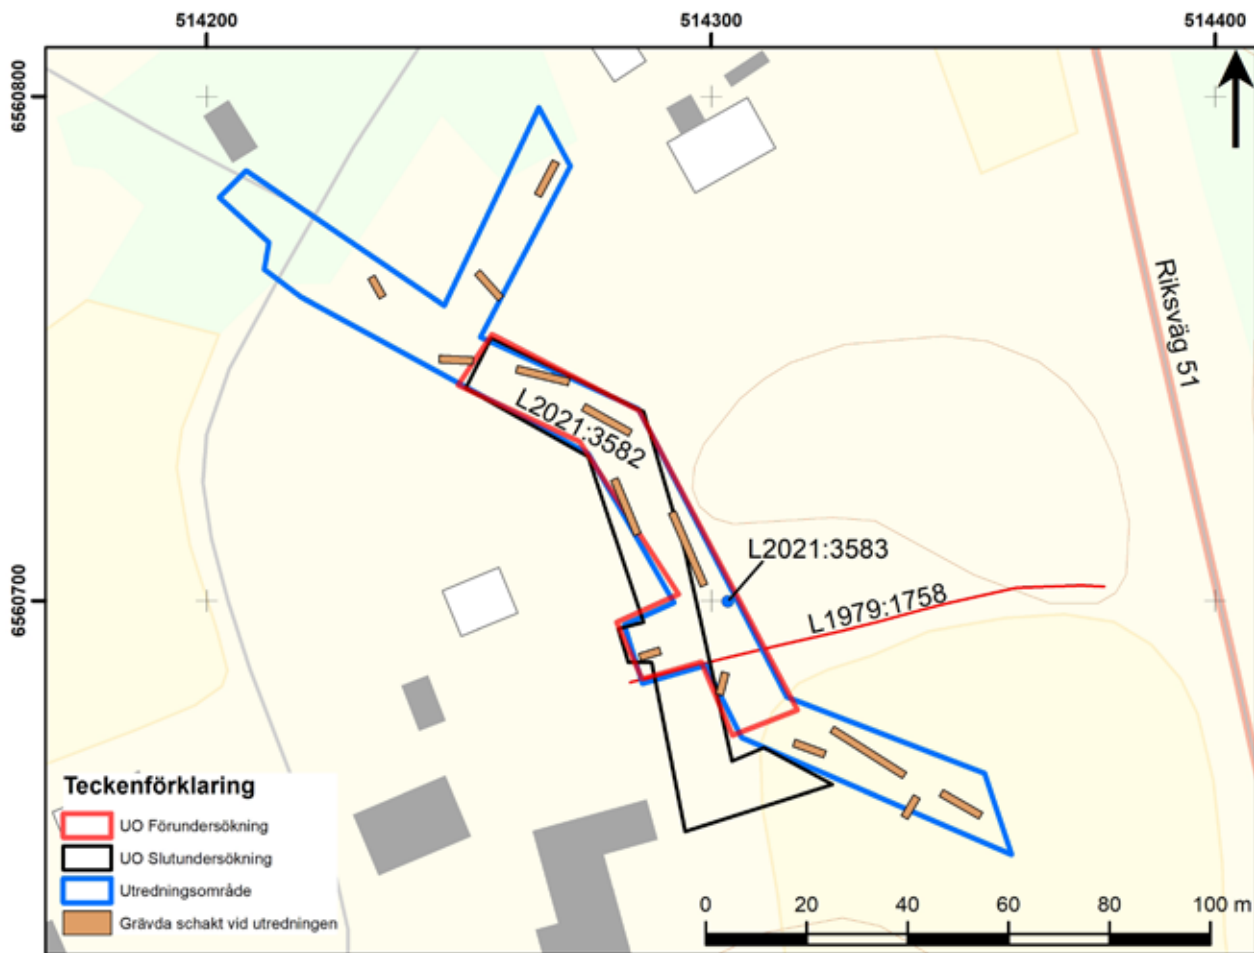 514200
514300
514400
6560800
Riksväg 51
L2021:3582
L2021:3583
L1979:1758
6560700
Teckenförklaring
UO Förundersökning
UO Slutundersökning
Utredningsområde
Grävda schakt vid utredningen
0 20 40 60 80 100 m